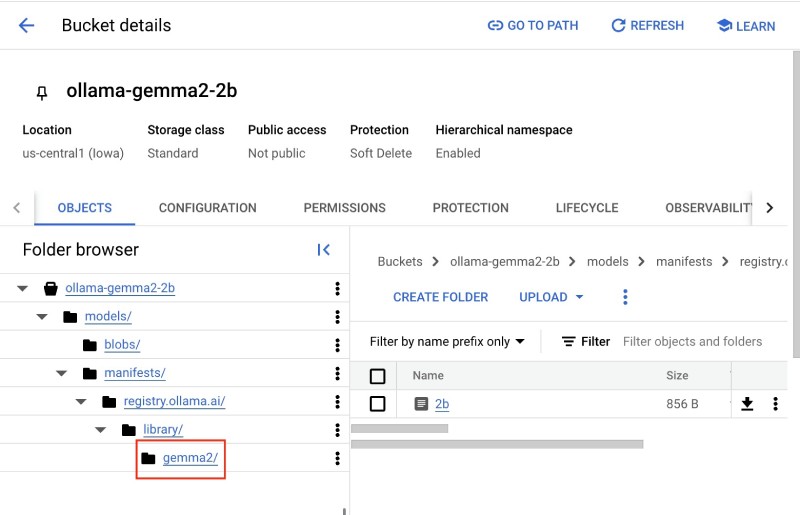 Bucket details
GO TO PATH
REFRESH
LEARN
ollama-gemma2-2b
Location
Storage class
Public access
Protection
Hierarchical namespace
us-central1 (Iowa)
Standard
Not public
Soft Delete
Enabled
OBJECTS
CONFIGURATION
PERMISSIONS
PROTECTION
LIFECYCLE
OBSERVABILIT
Folder browser
ollama-gemma2-2b
models/
blobs/
manifests/
registry.ollama.ai/
library/
gemma2/
Buckets > ollama-gemma2-2b > models > manifests > registry.
CREATE FOLDER
UPLOAD
Filter by name prefix only
Filter
Filter objects and folders
Name
Size
2b
856 B